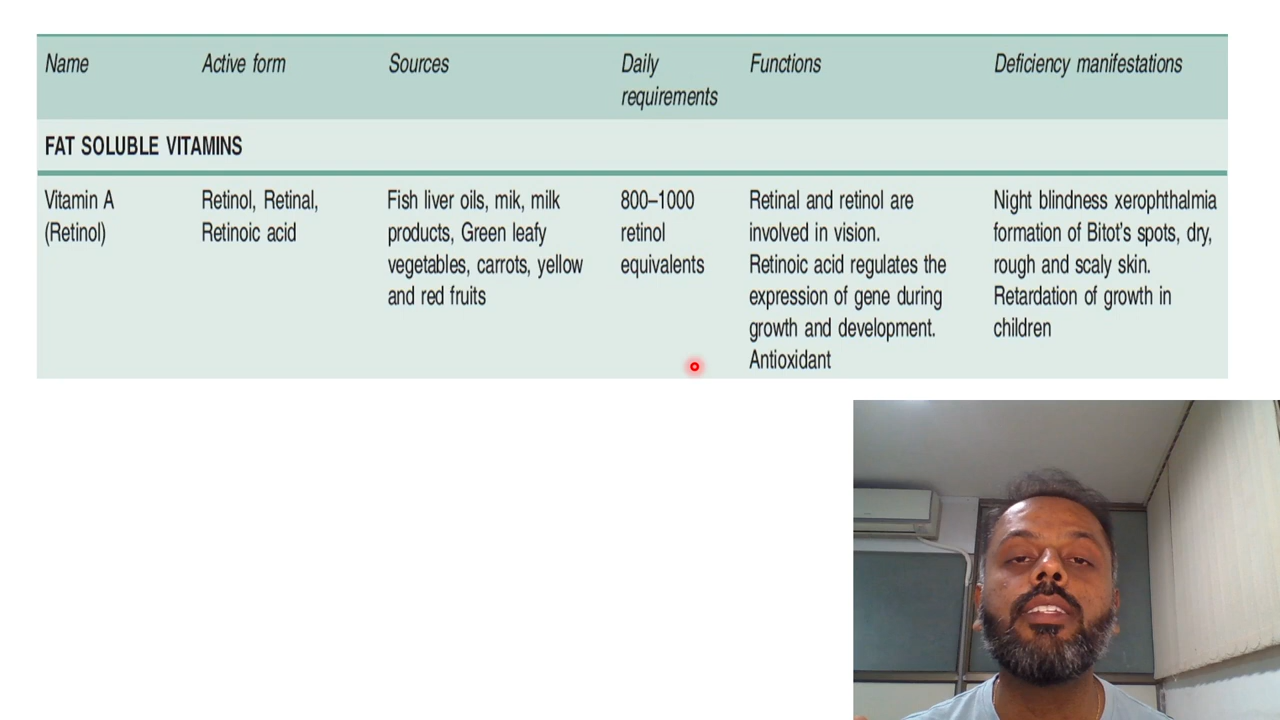 Name Active form Sources Daily requirements Functions Deficiency manifestations
FAT SOLUBLE VITAMINS
Vitamin A
(Retinol)
Retinol, Retinal,
Retinoic acid
Fish liver oils, mik, milk
products, Green leafy
vegetables, carrots, yellow
and red fruits
800–1000
retinol
equivalents
Retinal and retinol are
involved in vision.
Retinoic acid regulates the
expression of gene during
growth and development.
Antioxidant
Night blindness xerophthalmia
formation of Bitot's spots, dry,
rough and scaly skin.
Retardation of growth in
children